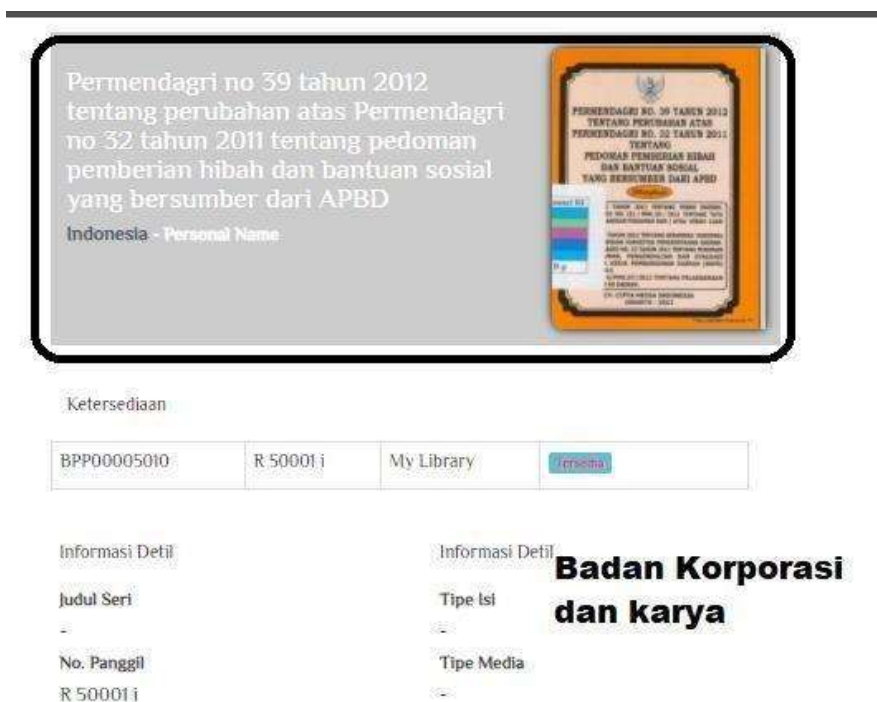 Permendagri no 39 tahun 2012
tentang perubahan atas Permendagri
no 32 tahun 2011 tentang pedoman
pemberian hibah dan bantuan sosial
yang bersumber dari APBD
Indonesia - Personal Name
PERMENDAGRI NO. 39 TAHUN 2012
TENTANG PERUBAHAN ATAS
PERMENDAGRI NO. 32 TAHUN 2011
TENTANG
PEDOMAN PEMBERIAN HIBAH
DAN BANTUAN SOSIAL
YANG BERSUMBER DARI APBD
Ketersediaan
BPP00005010 R 50001 i My Library Tersedia
Informasi Detil Informasi Detil
Badan Korporasi
dan karya
Judul Seri Tipe Isi
- -
No. Panggil Tipe Media
R 50001 i -